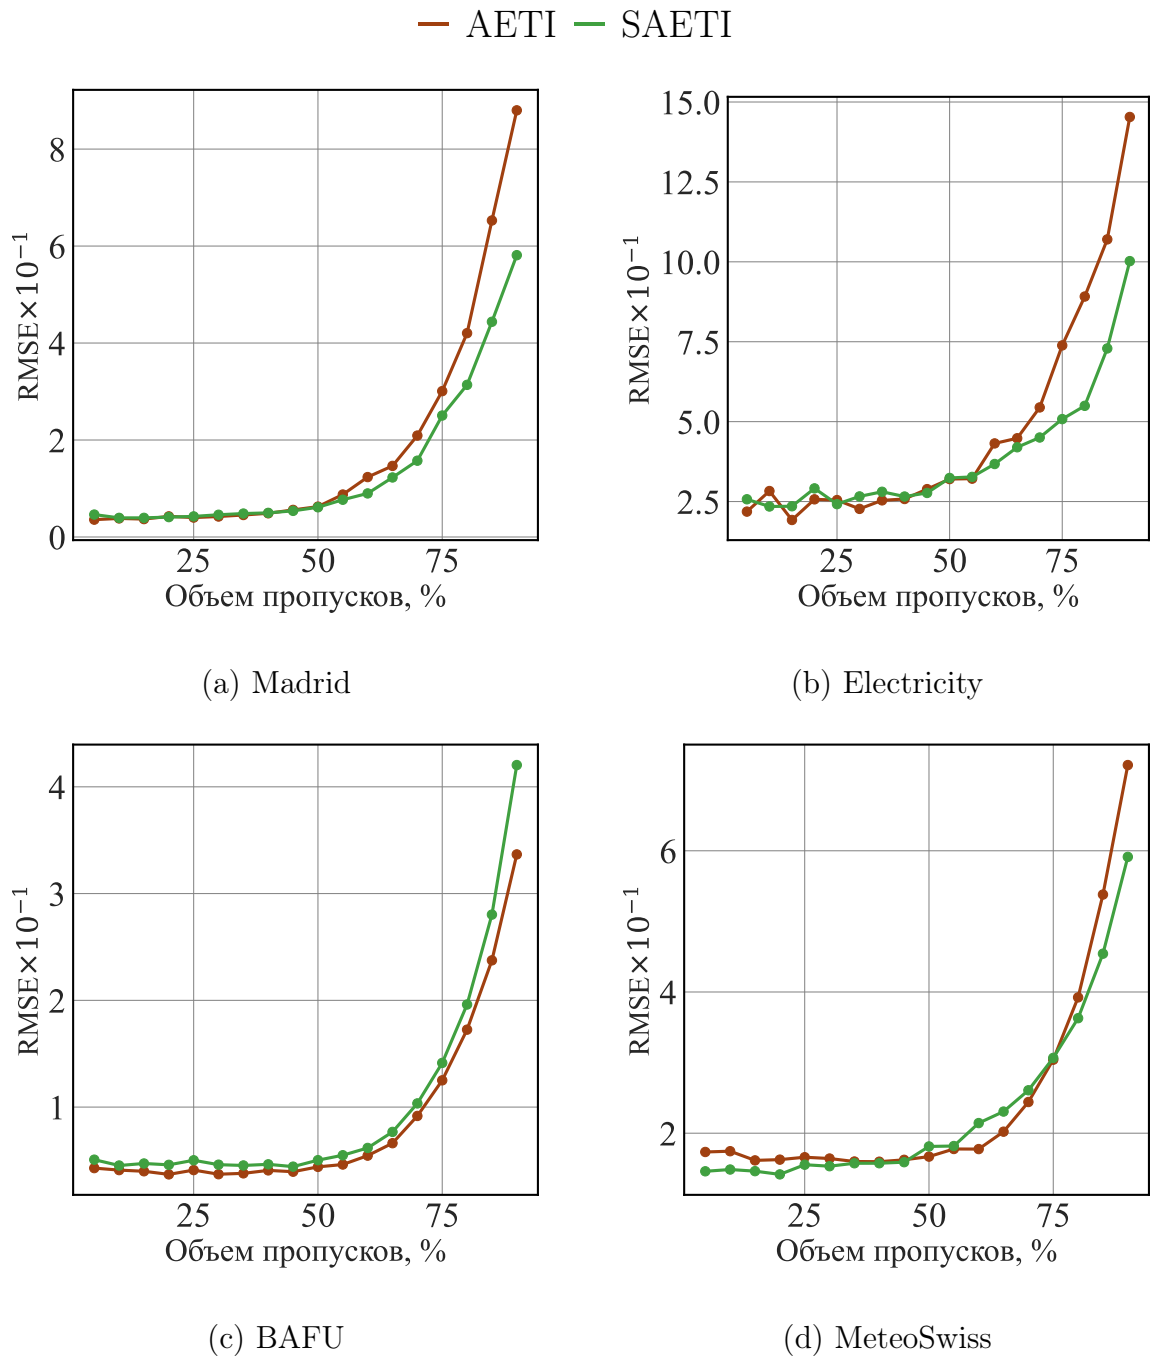 AETI SAETI
8
6
4
2
0
RMSE×10⁻¹
25 50 75
Объем пропусков, %
(a) Madrid
15.0
12.5
10.0
7.5
5.0
2.5
RMSE×10⁻¹
25 50 75
Объем пропусков, %
(b) Electricity
4
3
2
1
RMSE×10⁻¹
25 50 75
Объем пропусков, %
(c) BAFU
6
4
2
RMSE×10⁻¹
25 50 75
Объем пропусков, %
(d) MeteoSwiss